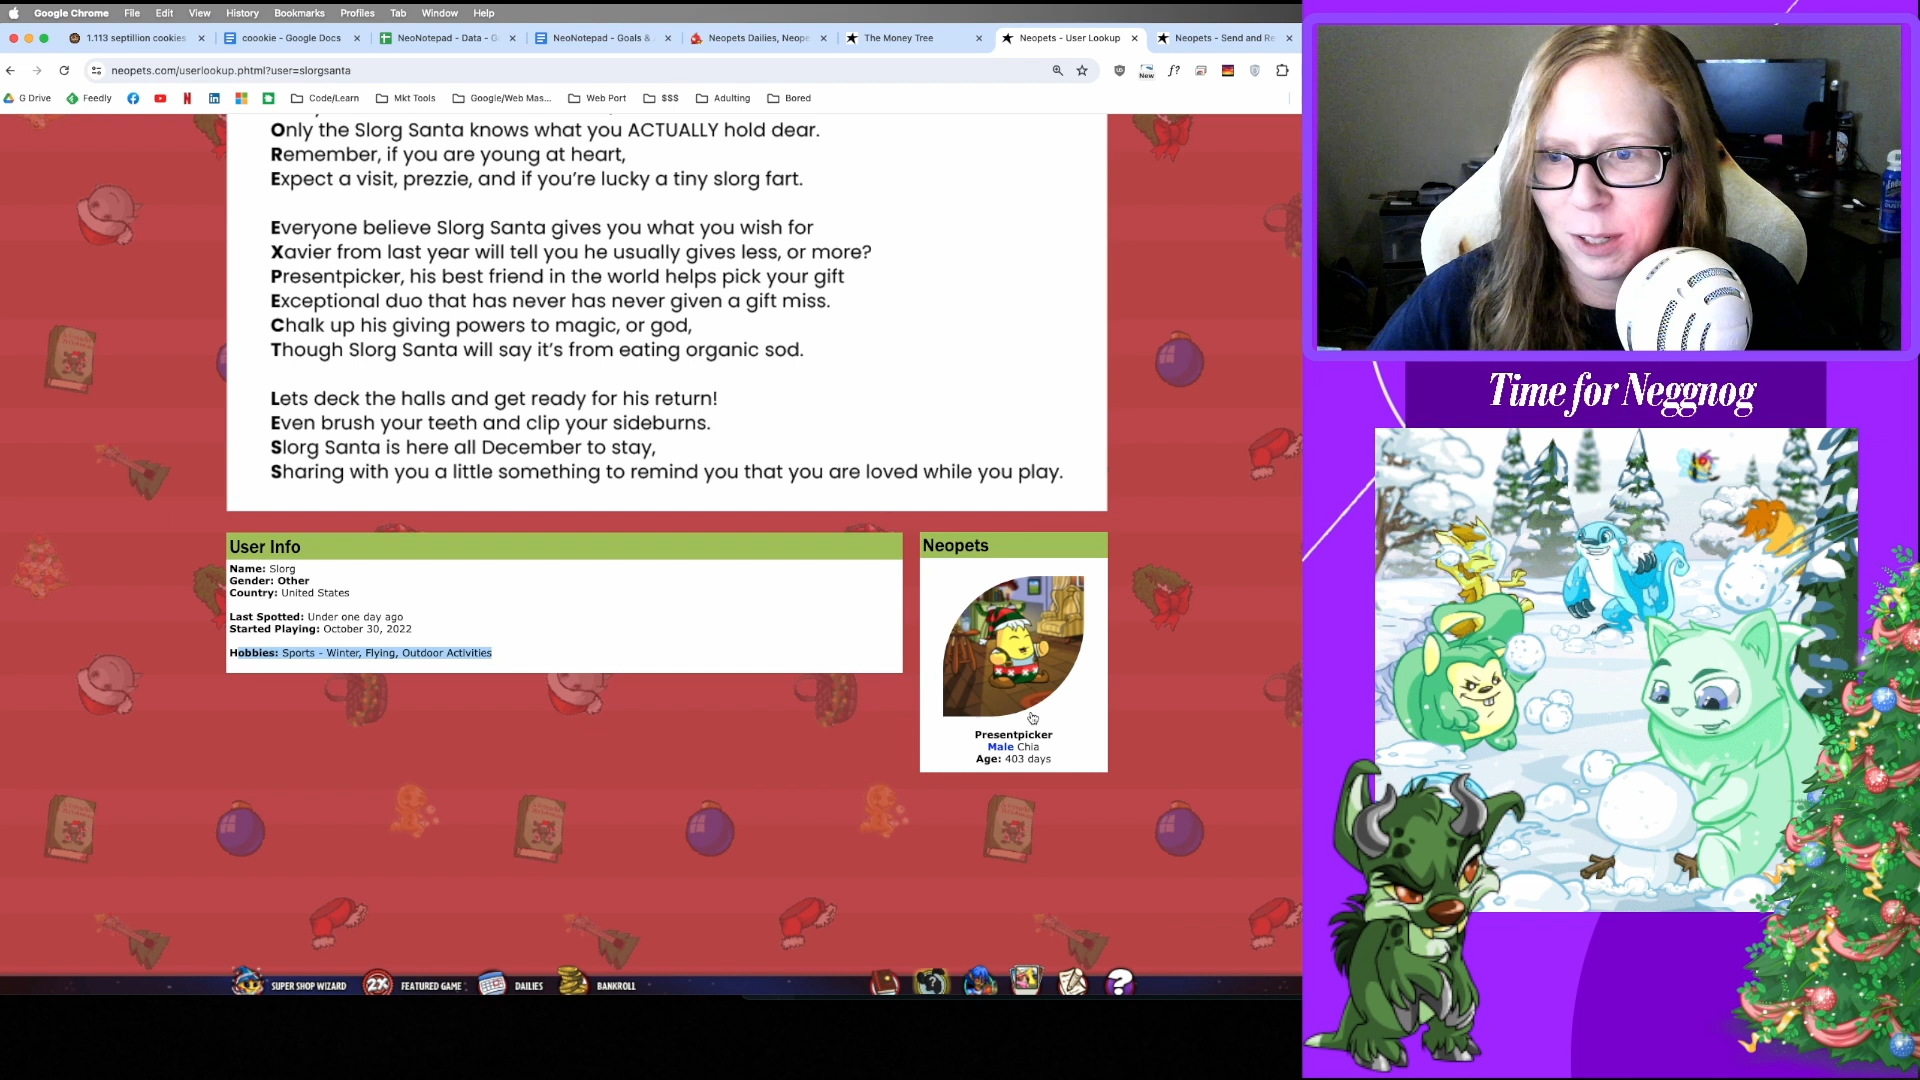 Google Chrome File Edit View History Bookmarks Profiles Tab Window Help
1.113 septillion cookies
coookie - Google Docs
NeoNotepad - Data - G
NeoNotepad - Goals &
Neopets Dailies, Neope
The Money Tree
Neopets - User Lookup
Neopets - Send and Re
neopets.com/userlookup.phtml?user=slorgsanta
New
f?
G Drive Feedly Code/Learn Mkt Tools Google/Web Mas... Web Port $$$ Adulting Bored
Only the Slorg Santa knows what you ACTUALLY hold dear.
Remember, if you are young at heart,
Expect a visit, prezzie, and if you're lucky a tiny slorg fart.
Everyone believe Slorg Santa gives you what you wish for
Xavier from last year will tell you he usually gives less, or more?
Presentpicker, his best friend in the world helps pick your gift
Exceptional duo that has never has never given a gift miss.
Chalk up his giving powers to magic, or god,
Though Slorg Santa will say it's from eating organic sod.
Lets deck the halls and get ready for his return!
Even brush your teeth and clip your sideburns.
Slorg Santa is here all December to stay,
Sharing with you a little something to remind you that you are loved while you play.
User Info
Name: Slorg
Gender: Other
Country: United States
Last Spotted: Under one day ago
Started Playing: October 30, 2022
Hobbies: Sports - Winter, Flying, Outdoor Activities
Neopets
Presentpicker
Male Chia
Age: 403 days
SUPER SHOP WIZARD
2X FEATURED GAME
DAILIES
BANKROLL
?
Time for Neggnog